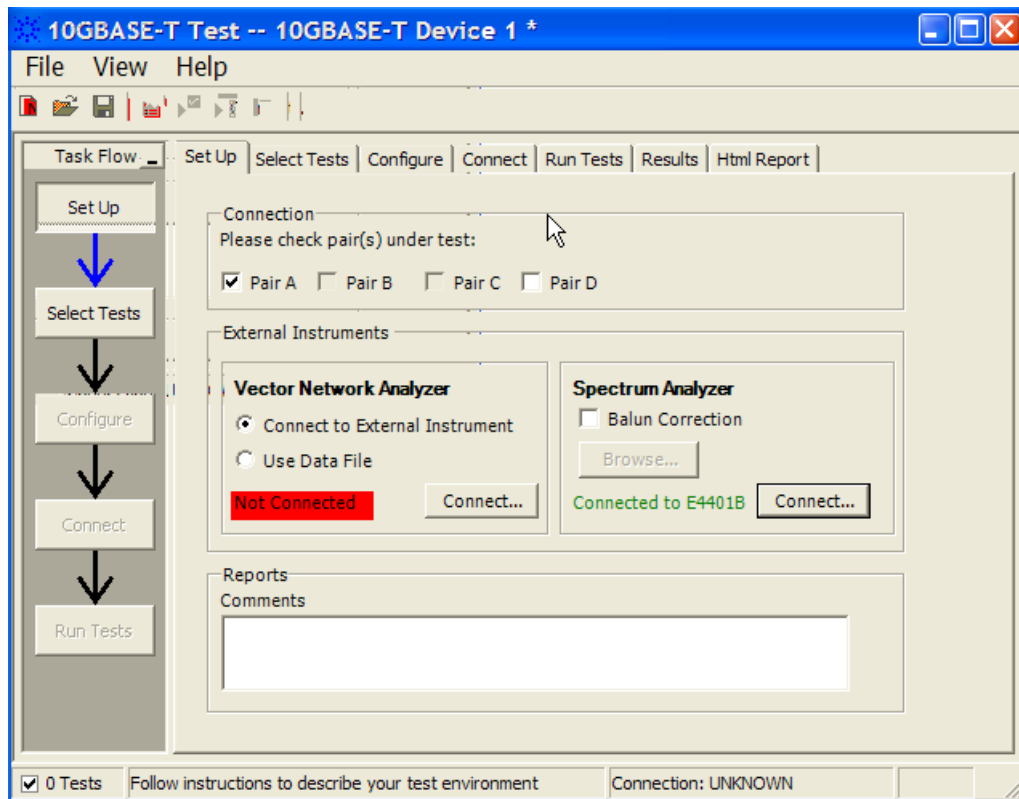 10GBASE-T Test -- 10GBASE-T Device 1 *
File View Help
Task Flow
Set Up Select Tests Configure Connect Run Tests Results Html Report
Set Up
Select Tests
Configure
Connect
Run Tests
Connection
Please check pair(s) under test:
Pair A Pair B Pair C Pair D
External Instruments
Vector Network Analyzer
Connect to External Instrument
Use Data File
Not Connected Connect...
Spectrum Analyzer
Balun Correction
Browse...
Connected to E4401B Connect...
Reports
Comments
0 Tests Follow instructions to describe your test environment Connection: UNKNOWN